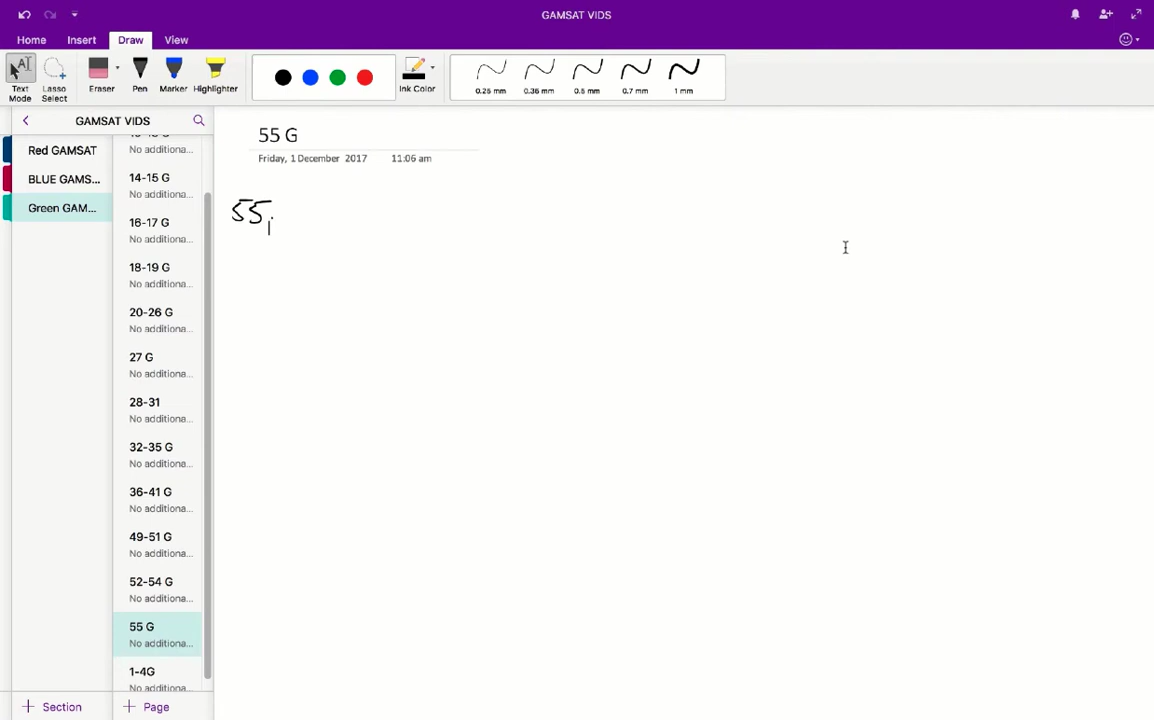 GAMSAT VIDS
Home Insert Draw View
Text Mode
Lasso Select
Eraser
Pen
Marker
Highlighter
Ink Color
0.25 mm
0.35 mm
0.5 mm
0.7 mm
1 mm
GAMSAT VIDS
Red GAMSAT
BLUE GAMS...
Green GAM...
No additiona...
14-15 G
No additiona...
16-17 G
No additiona...
18-19 G
No additiona...
20-26 G
No additiona...
27 G
No additiona...
28-31
No additiona...
32-35 G
No additiona...
36-41 G
No additiona...
49-51 G
No additiona...
52-54 G
No additiona...
55 G
No additiona...
1-4G
No additiona...
+ Section
+ Page
55 G
Friday, 1 December 2017 11:06 am
55